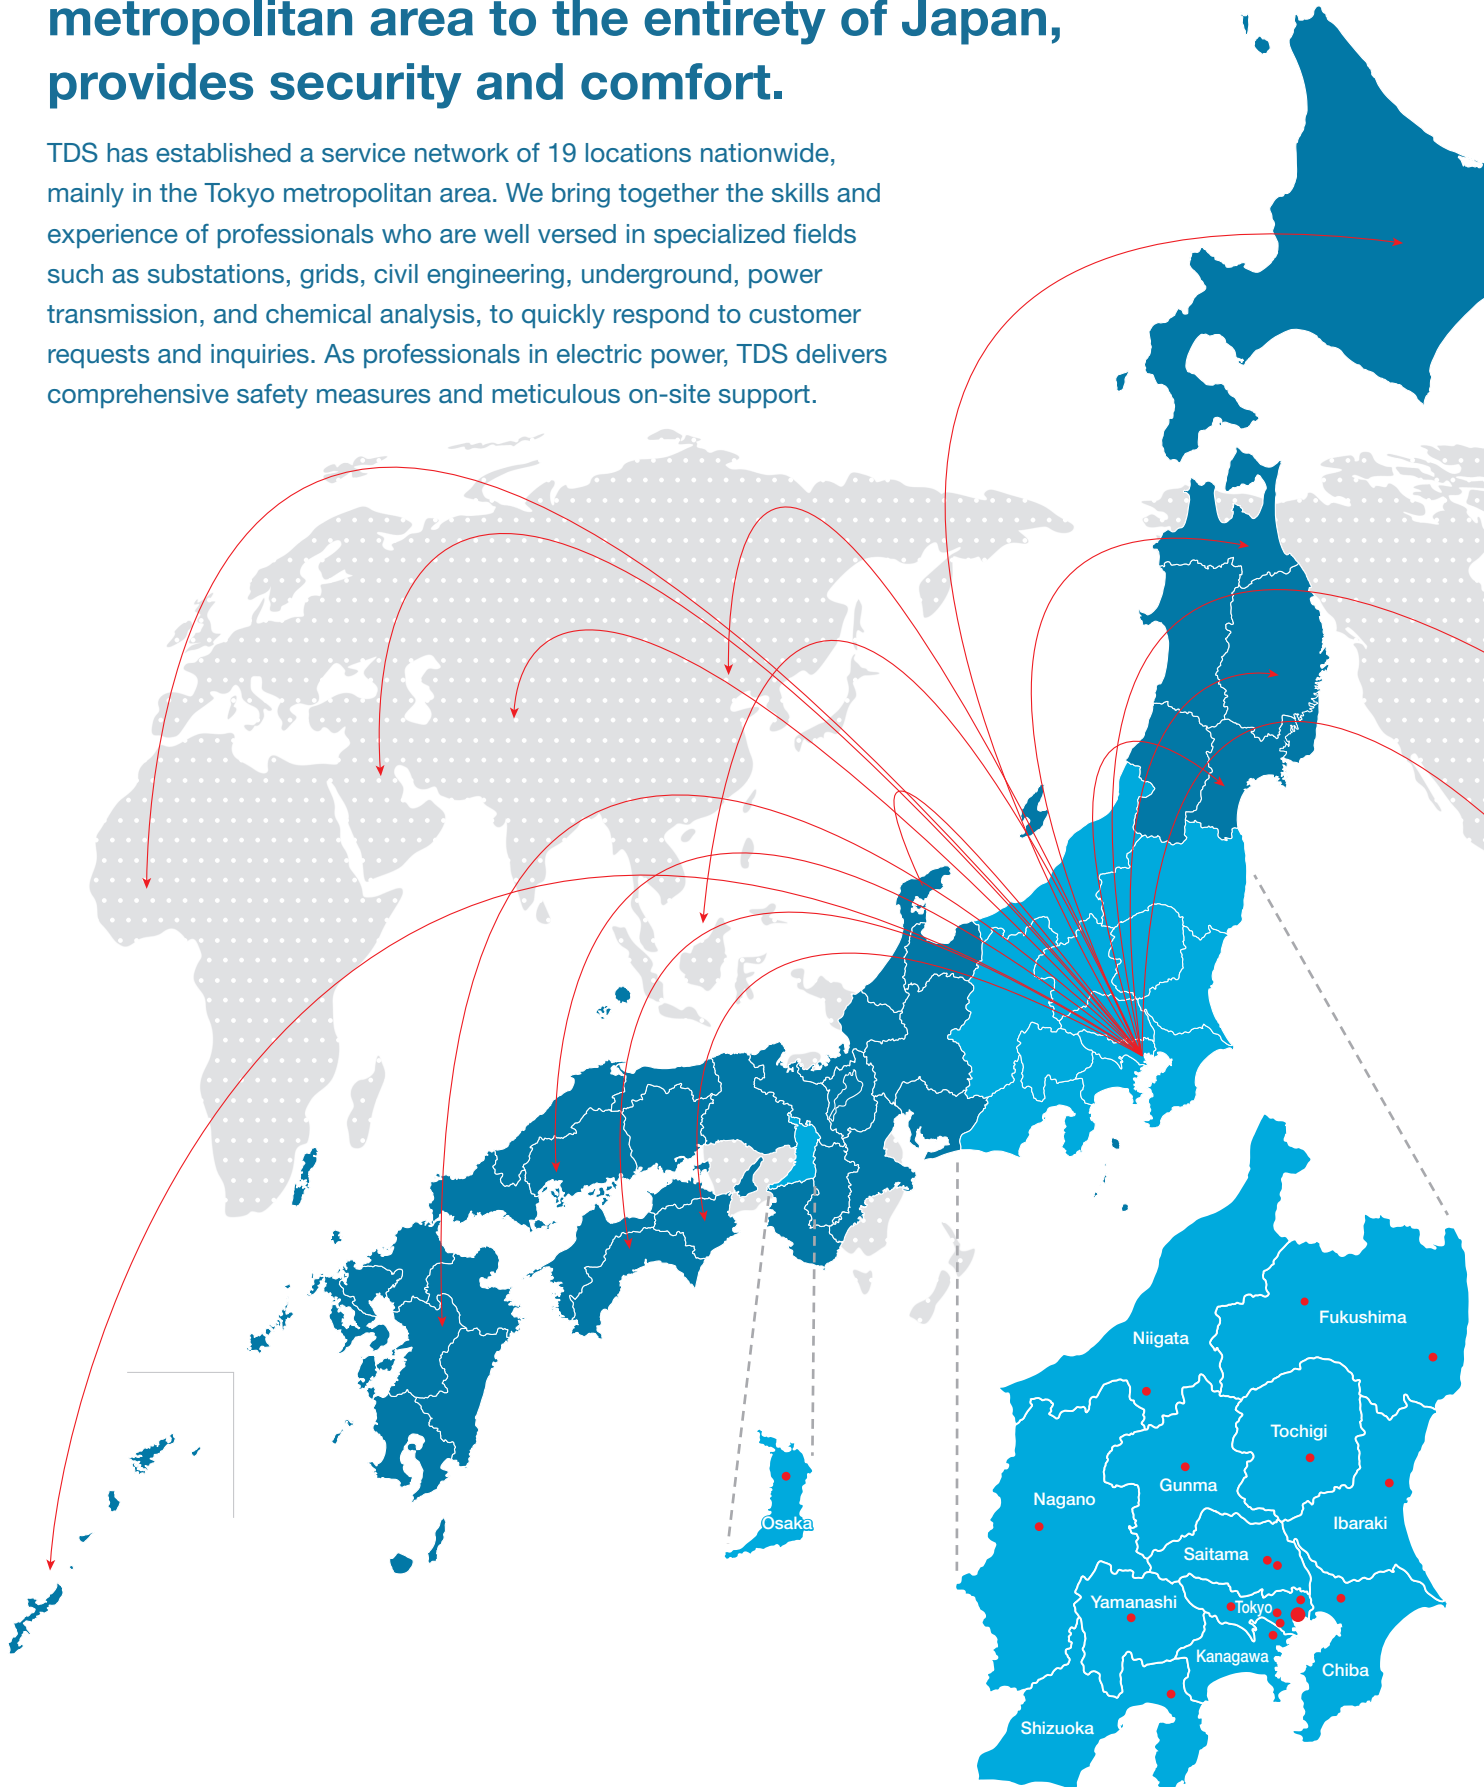 metropolitan area to the entirety of Japan,
provides security and comfort.
TDS has established a service network of 19 locations nationwide,
mainly in the Tokyo metropolitan area. We bring together the skills and
experience of professionals who are well versed in specialized fields
such as substations, grids, civil engineering, underground, power
transmission, and chemical analysis, to quickly respond to customer
requests and inquiries. As professionals in electric power, TDS delivers
comprehensive safety measures and meticulous on-site support.
Fukushima
Niigata
Tochigi
Gunma
Nagano
Ibaraki
Osaka
Saitama
Yamanashi
Tokyo
Kanagawa
Chiba
Shizuoka